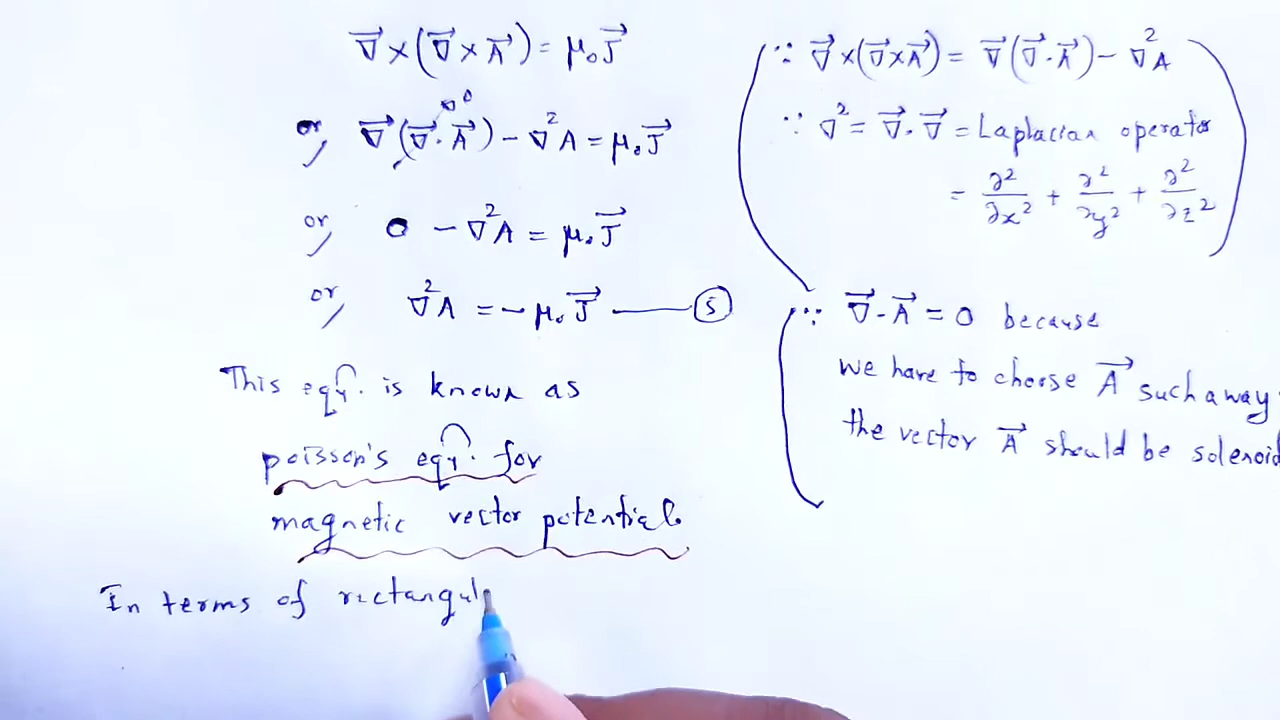 ∇⃗×(∇⃗×A⃗) = μ₀J⃗
or, ∇⃗(∇⃗·A⃗) - ∇²A = μ₀J⃗
or, 0 - ∇²A = μ₀J⃗
or, ∇²A = -μ₀J⃗ —— ⑤
This eqⁿ. is known as
poisson's eqⁿ. for
magnetic vector potential
In terms of rectangul
∵ ∇⃗×(∇⃗×A⃗) = ∇⃗(∇⃗·A⃗) - ∇²A
∵ ∇² = ∇⃗·∇⃗ = Laplacian operator
= ∂²/∂x² + ∂²/∂y² + ∂²/∂z²
∵ ∇⃗·A⃗ = 0 because
we have to choose A⃗ such a way
the vector A⃗ should be solenoid